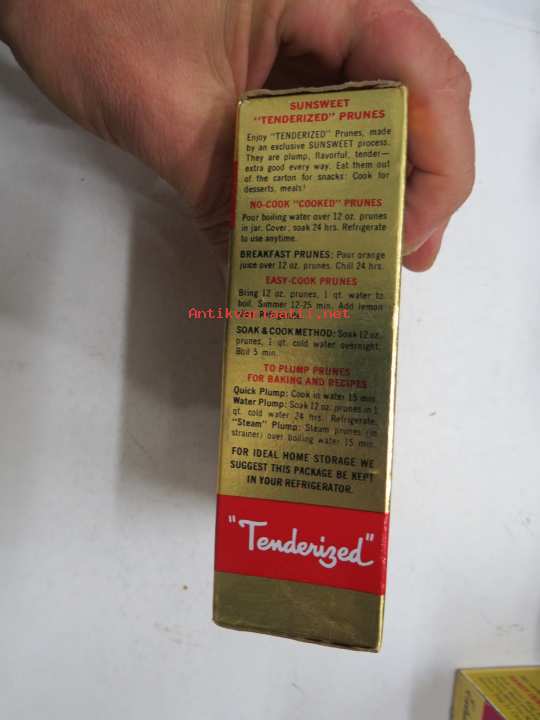 SUNSWEET
"TENDERIZED" PRUNES
Enjoy "TENDERIZED" Prunes, made
by an exclusive SUNSWEET process.
They are plump, flavorful, tender—
extra good every way. Eat them out
of the carton for snacks: Cook for
desserts, meals!
NO-COOK "COOKED" PRUNES
Pour boiling water over 12 oz. prunes
in jar. Cover, soak 24 hrs. Refrigerate
to use anytime.
BREAKFAST PRUNES: Pour orange
juice over 12 oz. prunes. Chill 24 hrs.
EASY-COOK PRUNES
Bring 12 oz. prunes, 1 qt. water to
boil. Simmer 12-25 min. Add lemon
Antikvariaatif.net
SOAK & COOK METHOD: Soak 12 oz.
prunes, 1 qt. cold water overnight.
Boil 5 min.
TO PLUMP PRUNES
FOR BAKING AND RECIPES
Quick Plump: Cook in water 15 min.
Water Plump: Soak 12 oz. prunes in 1
qt. cold water 24 hrs. Refrigerate.
"Steam" Plump: Steam prunes (in
strainer) over boiling water 15 min.
FOR IDEAL HOME STORAGE WE
SUGGEST THIS PACKAGE BE KEPT
IN YOUR REFRIGERATOR.
"Tenderized"